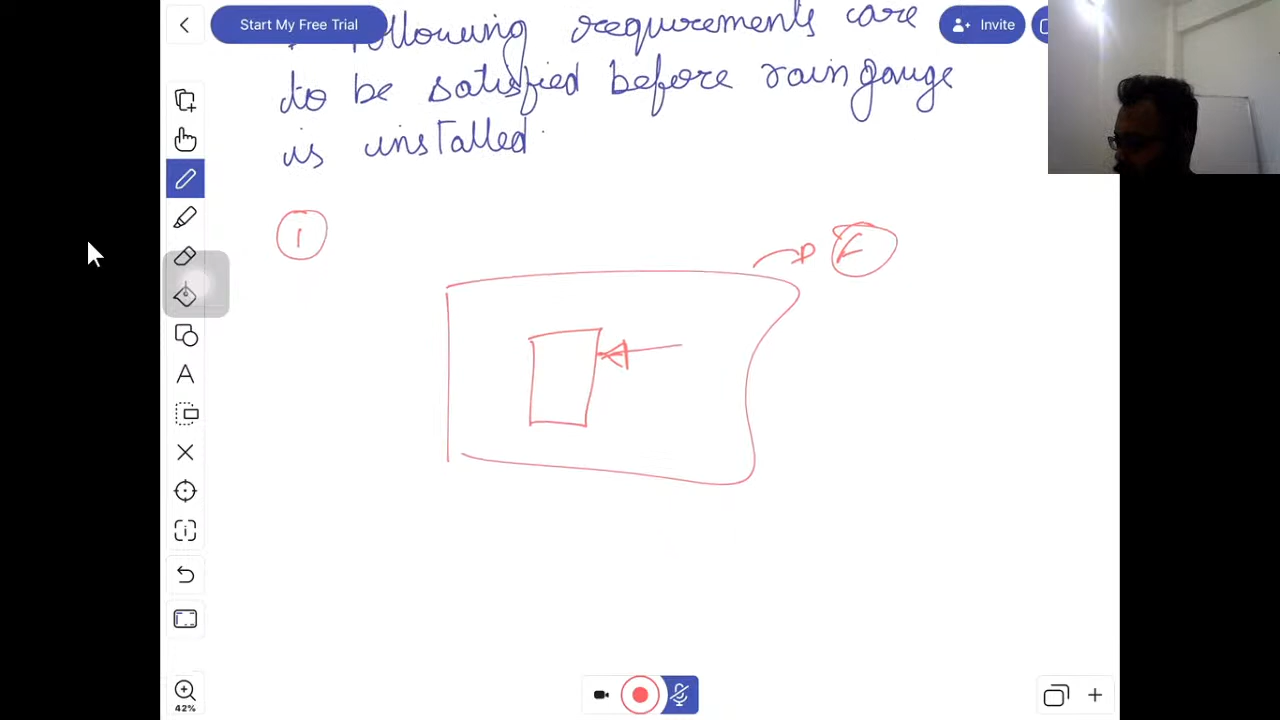 Start My Free Trial
Invite
following requirements are
to be satisfied before rain gauge
is installed
1
42%